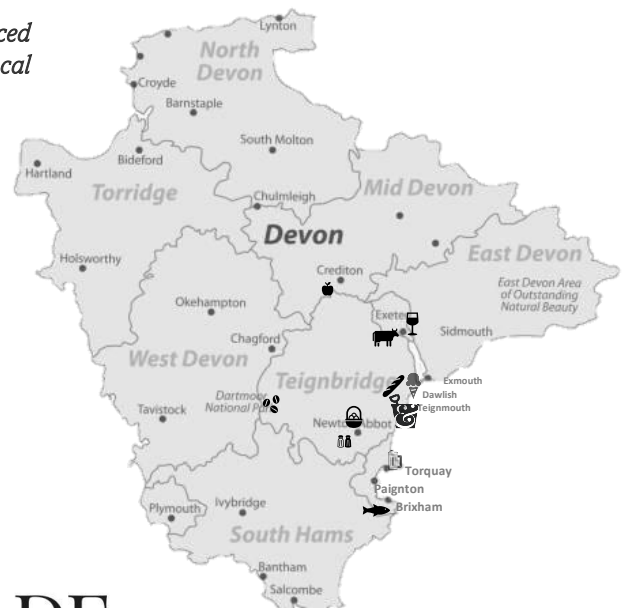 ced
cal
Lynton
North
Devon
Croyde
Barnstaple
South Molton
Bideford
Hartland
Torridge
Chulmleigh
Mid Devon
Devon
East Devon
Holsworthy
Crediton
East Devon Area
of Outstanding
Natural Beauty
Okehampton
Exeter
Sidmouth
Chagford
West Devon
Teignbridge
Exmouth
Dawlish
Teignmouth
Dartmoor
National Park
Tavistock
Newton Abbot
Torquay
Paignton
Brixham
Plymouth
Ivybridge
South Hams
Bantham
Salcombe